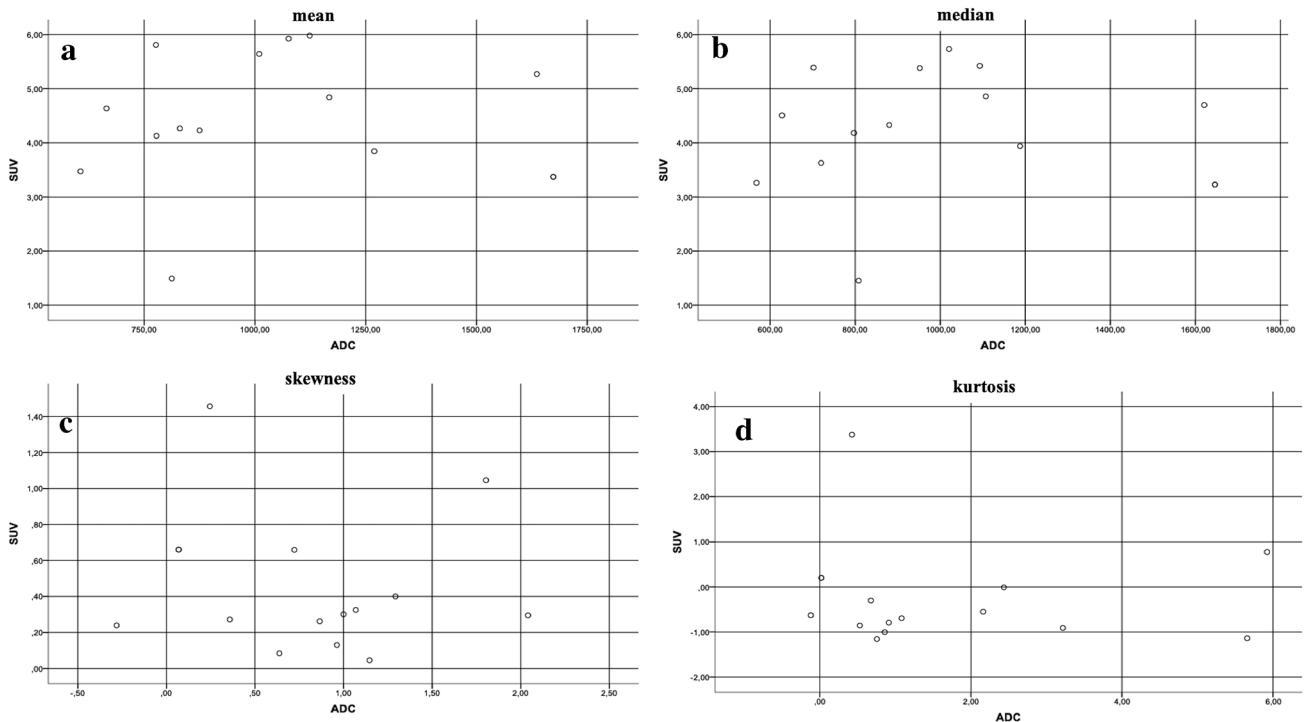 mean
a
6,00
5,00
4,00
3,00
2,00
1,00
SUV
750,00 1000,00 1250,00 1500,00 1750,00
ADC
median
b
6,00
5,00
4,00
3,00
2,00
1,00
SUV
600,00 800,00 1000,00 1200,00 1400,00 1600,00 1800,00
ADC
skewness
c
1,40
1,20
1,00
,80
,60
,40
,20
,00
SUV
-,50 ,00 ,50 1,00 1,50 2,00 2,50
ADC
kurtosis
d
4,00
3,00
2,00
1,00
,00
-1,00
-2,00
SUV
,00 2,00 4,00 6,00
ADC